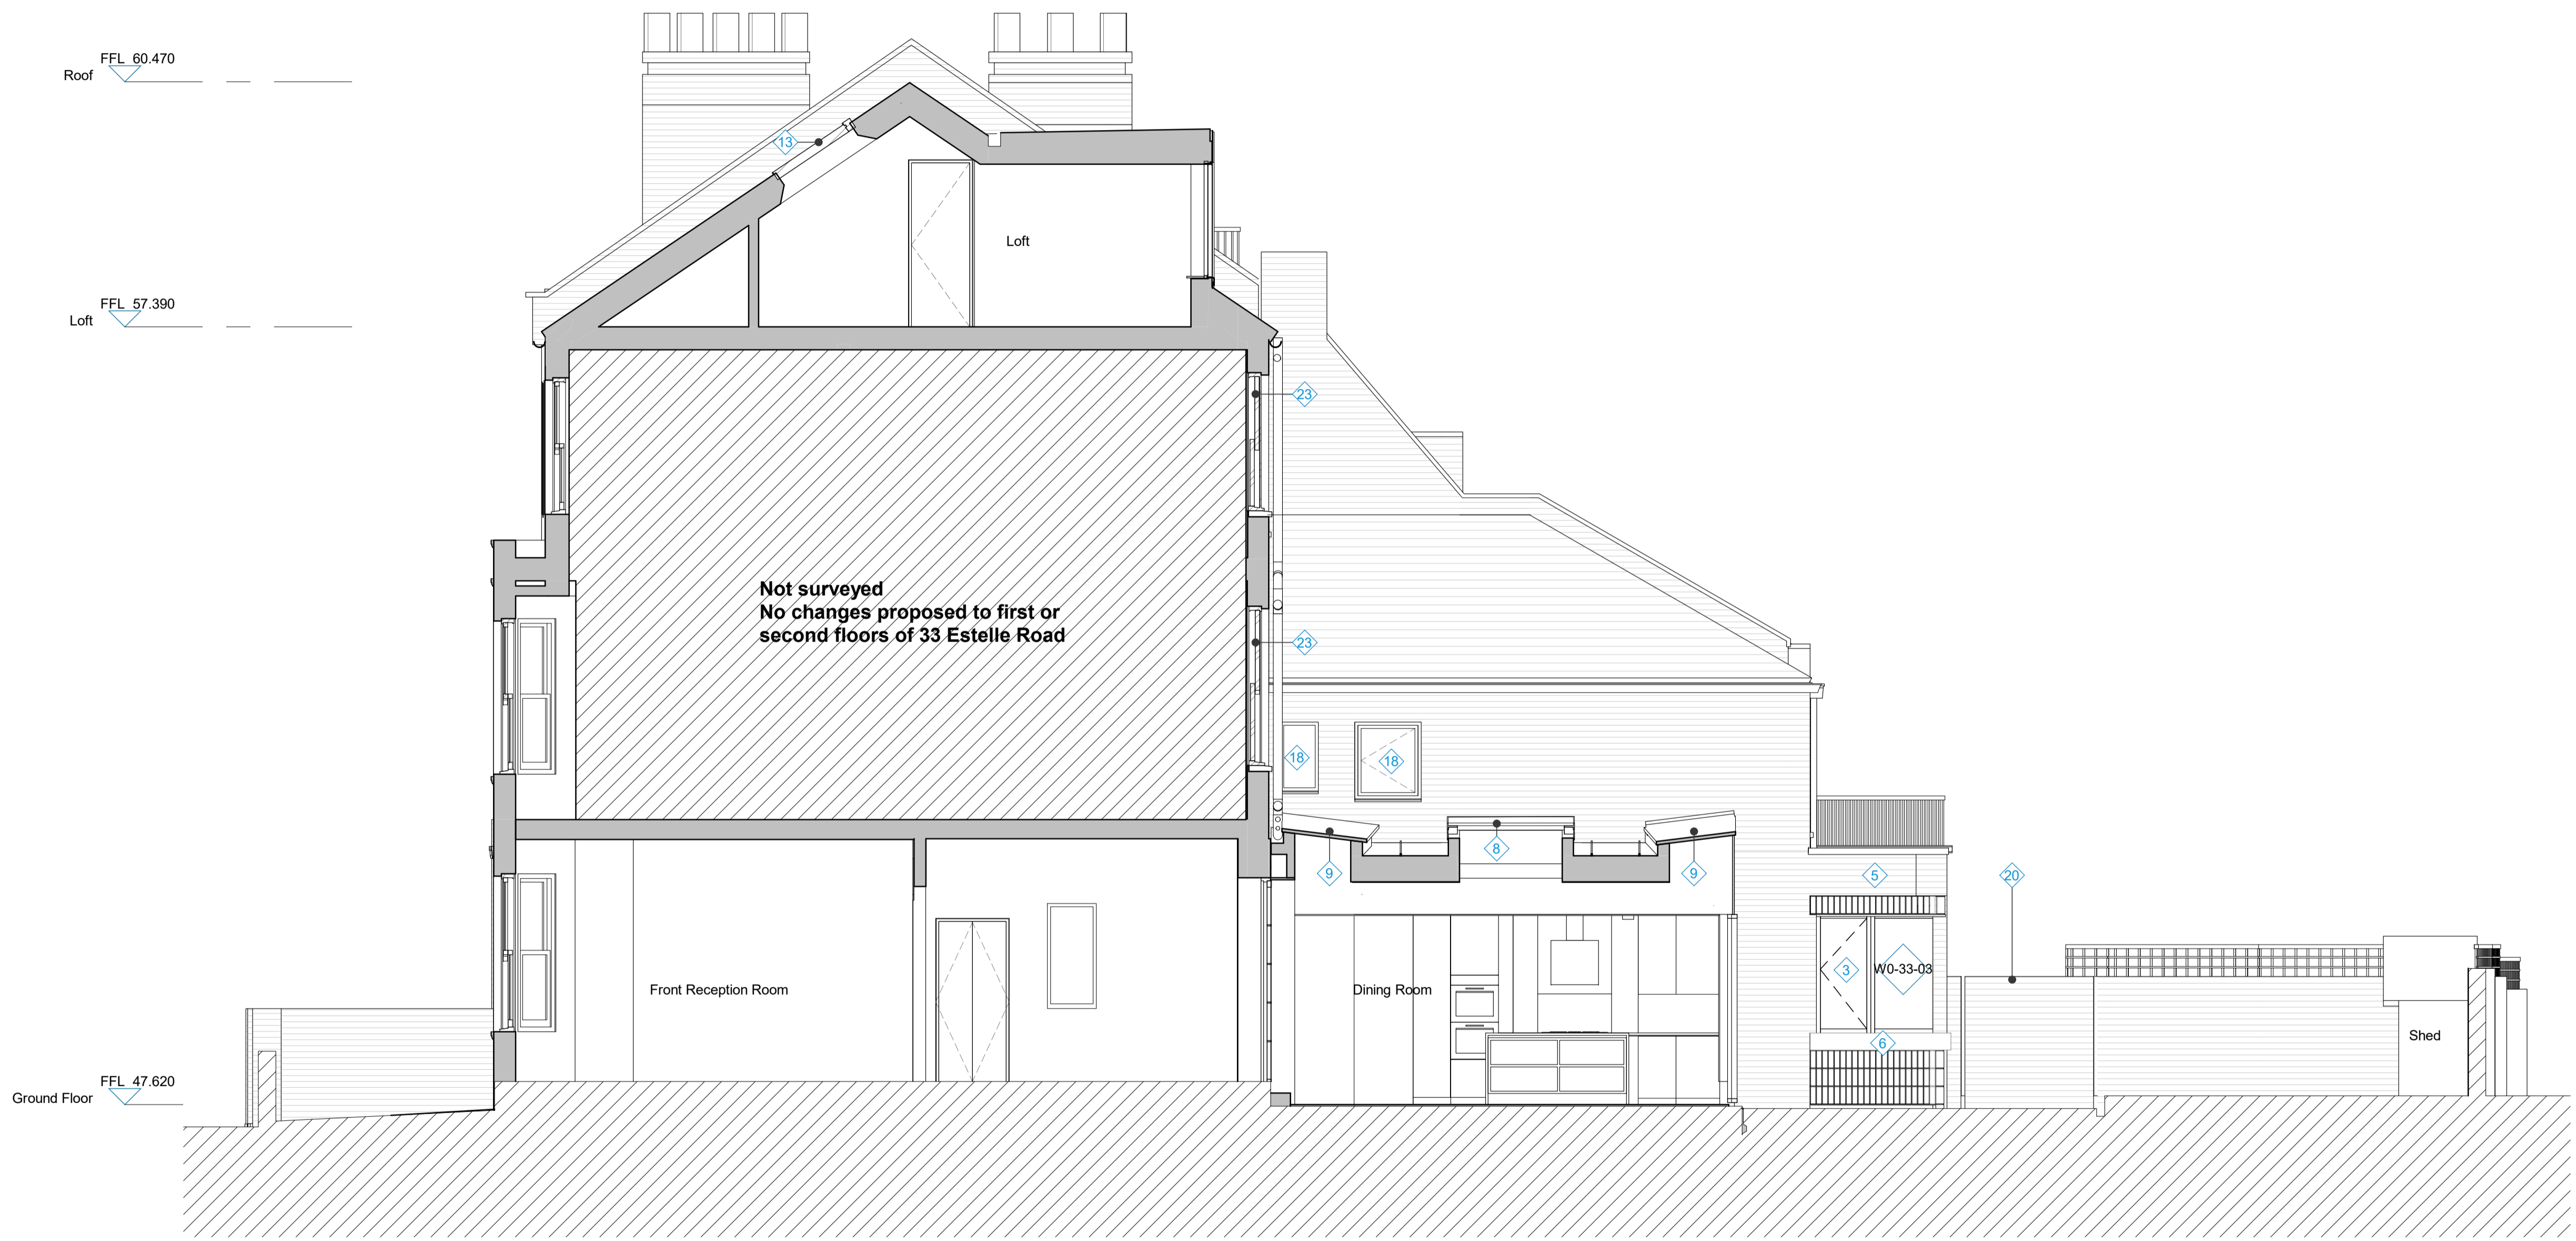 FFL 60.470
Roof
13
Loft
FFL 57.390
Loft
23
Not surveyed
No changes proposed to first or
second floors of 33 Estelle Road
23
18
18
8
9
9
5
20
3
W0-33-03
Front Reception Room
Dining Room
6
Shed
FFL 47.620
Ground Floor